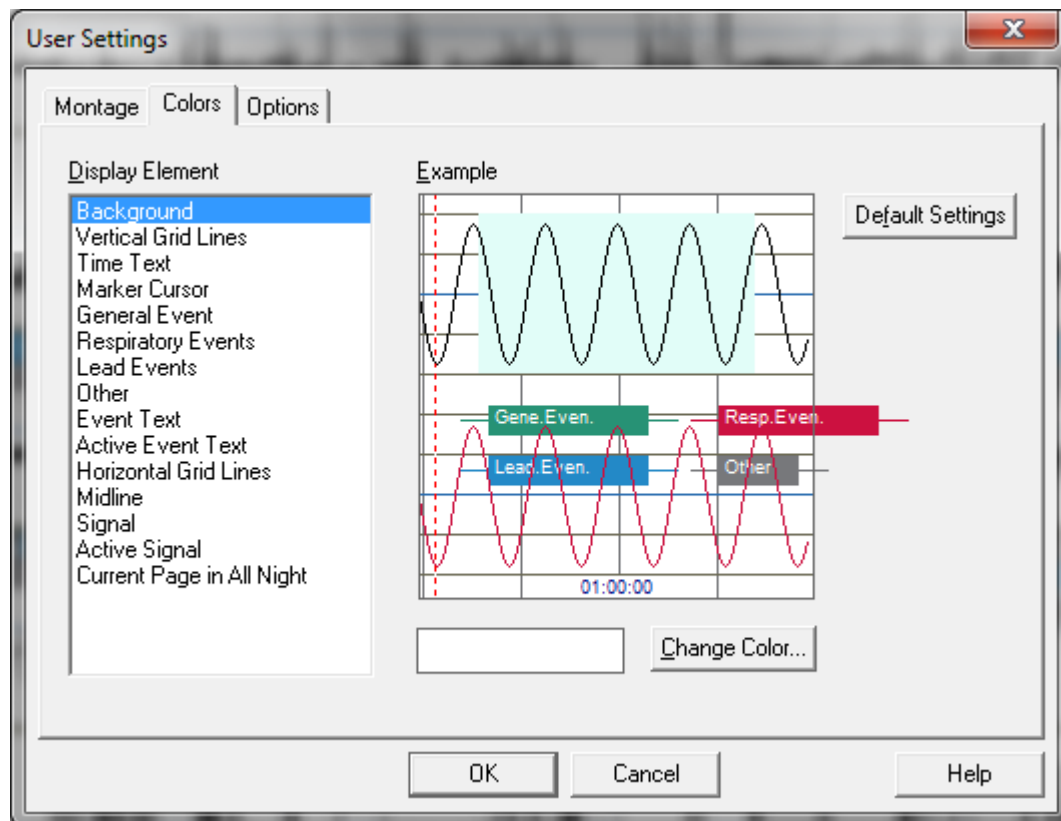 User Settings
Montage Colors Options
Display Element
Example
Background
Vertical Grid Lines
Time Text
Marker Cursor
General Event
Respiratory Events
Lead Events
Other
Event Text
Active Event Text
Horizontal Grid Lines
Midline
Signal
Active Signal
Current Page in All Night
Gene.Even. Resp.Even.
Lead.Even. Other
01:00:00
Default Settings
Change Color...
OK Cancel Help